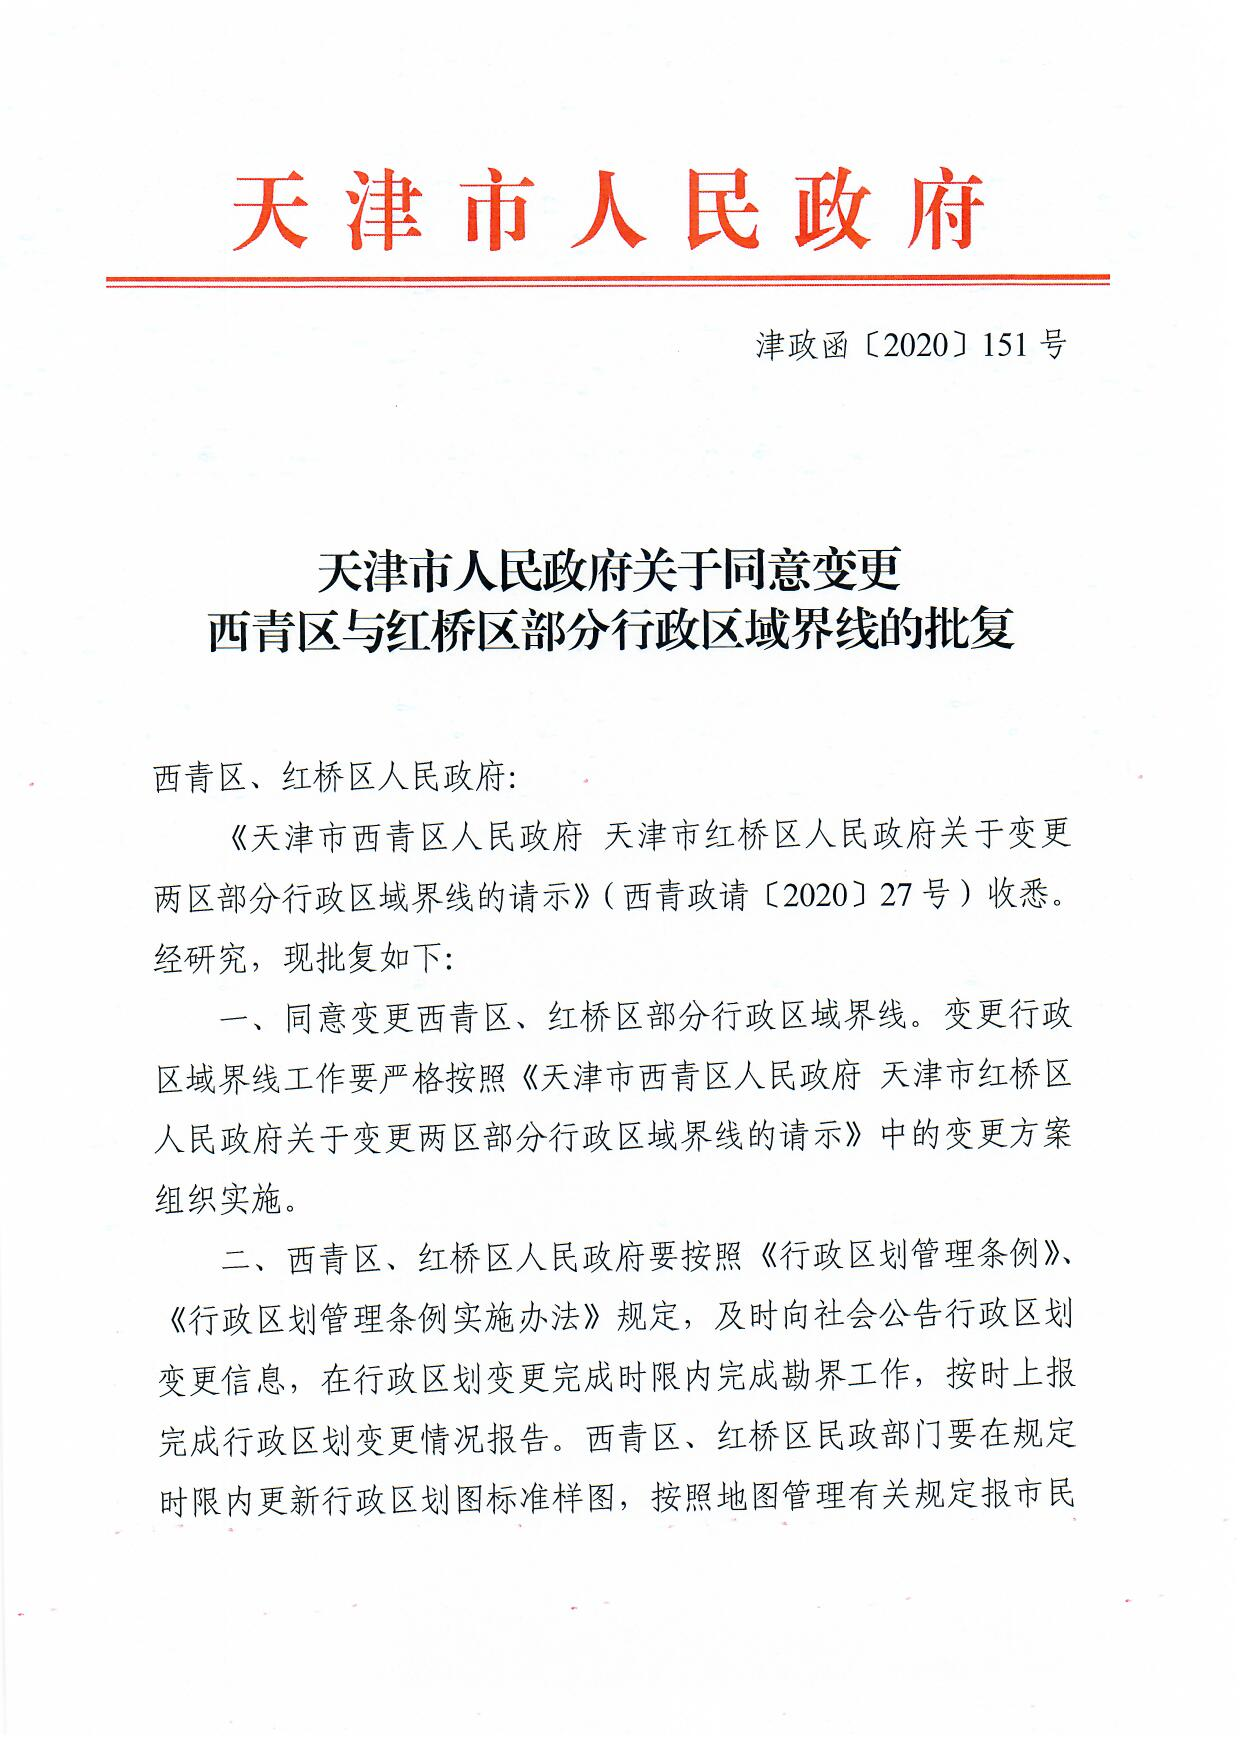 天津市人民政府
津政函〔2020〕151号
天津市人民政府关于同意变更
西青区与红桥区部分行政区域界线的批复
西青区、红桥区人民政府：
《天津市西青区人民政府 天津市红桥区人民政府关于变更
两区部分行政区域界线的请示》（西青政请〔2020〕27号）收悉。
经研究，现批复如下：
一、同意变更西青区、红桥区部分行政区域界线。变更行政
区域界线工作要严格按照《天津市西青区人民政府 天津市红桥区
人民政府关于变更两区部分行政区域界线的请示》中的变更方案
组织实施。
二、西青区、红桥区人民政府要按照《行政区划管理条例》、
《行政区划管理条例实施办法》规定，及时向社会公告行政区划
变更信息，在行政区划变更完成时限内完成勘界工作，按时上报
完成行政区划变更情况报告。西青区、红桥区民政部门要在规定
时限内更新行政区划图标准样图，按照地图管理有关规定报市民